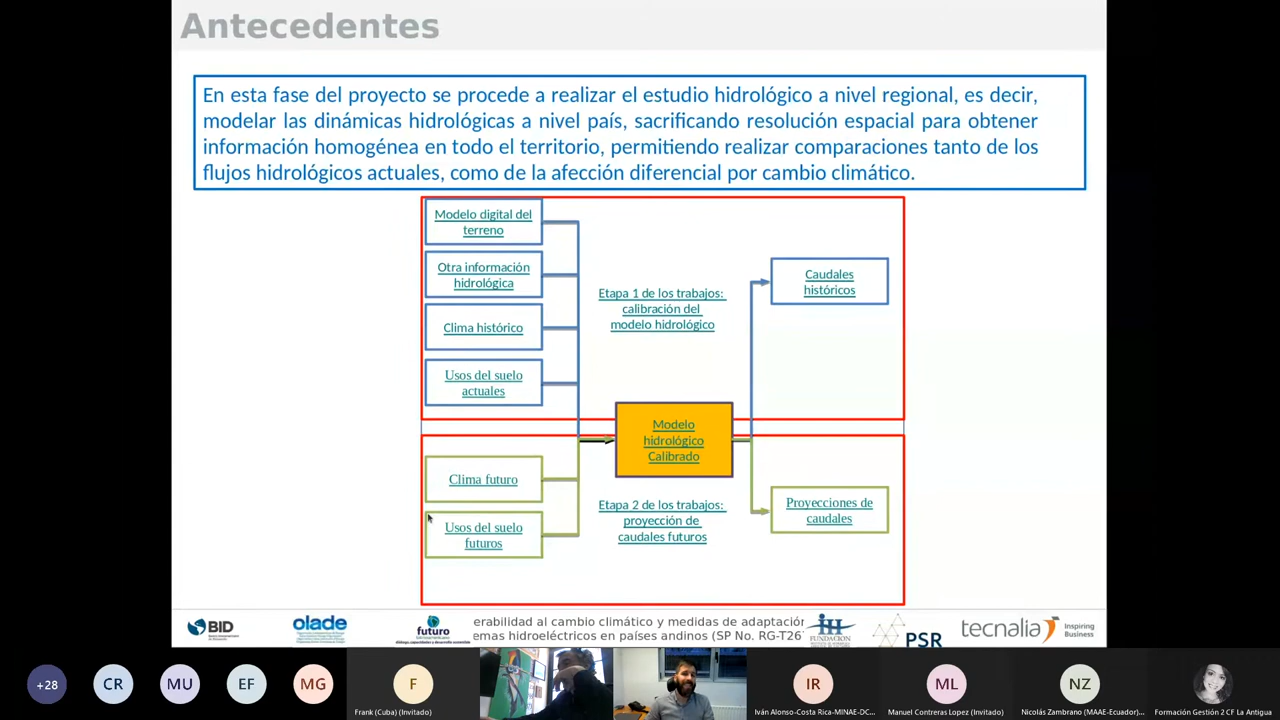 Antecedentes
En esta fase del proyecto se procede a realizar el estudio hidrológico a nivel regional, es decir,
modelar las dinámicas hidrológicas a nivel país, sacrificando resolución espacial para obtener
información homogénea en todo el territorio, permitiendo realizar comparaciones tanto de los
flujos hidrológicos actuales, como de la afección diferencial por cambio climático.
Modelo digital del
terreno
Otra información
hidrológica
Clima histórico
Usos del suelo
actuales
Etapa 1 de los trabajos:
calibración del
modelo hidrológico
Caudales
históricos
Modelo
hidrológico
Calibrado
Clima futuro
Usos del suelo
futuros
Etapa 2 de los trabajos:
proyección de
caudales futuros
Proyecciones de
caudales
BID
olade
futuro
erabilidad al cambio climático y medidas de adaptación
emas hidroeléctricos en países andinos (SP No. RG-T26
FUNDACION
PSR
tecnalia
Inspiring
Business
+28
CR
MU
EF
MG
F
IR
ML
NZ
Frank (Cuba) (Invitado)
Iván Alonso-Costa Rica-MINAE-DC...
Manuel Contreras Lopez (Invitado)
Nicolás Zambrano (MAAE-Ecuador)...
Formación Gestión 2 CF La Antigua